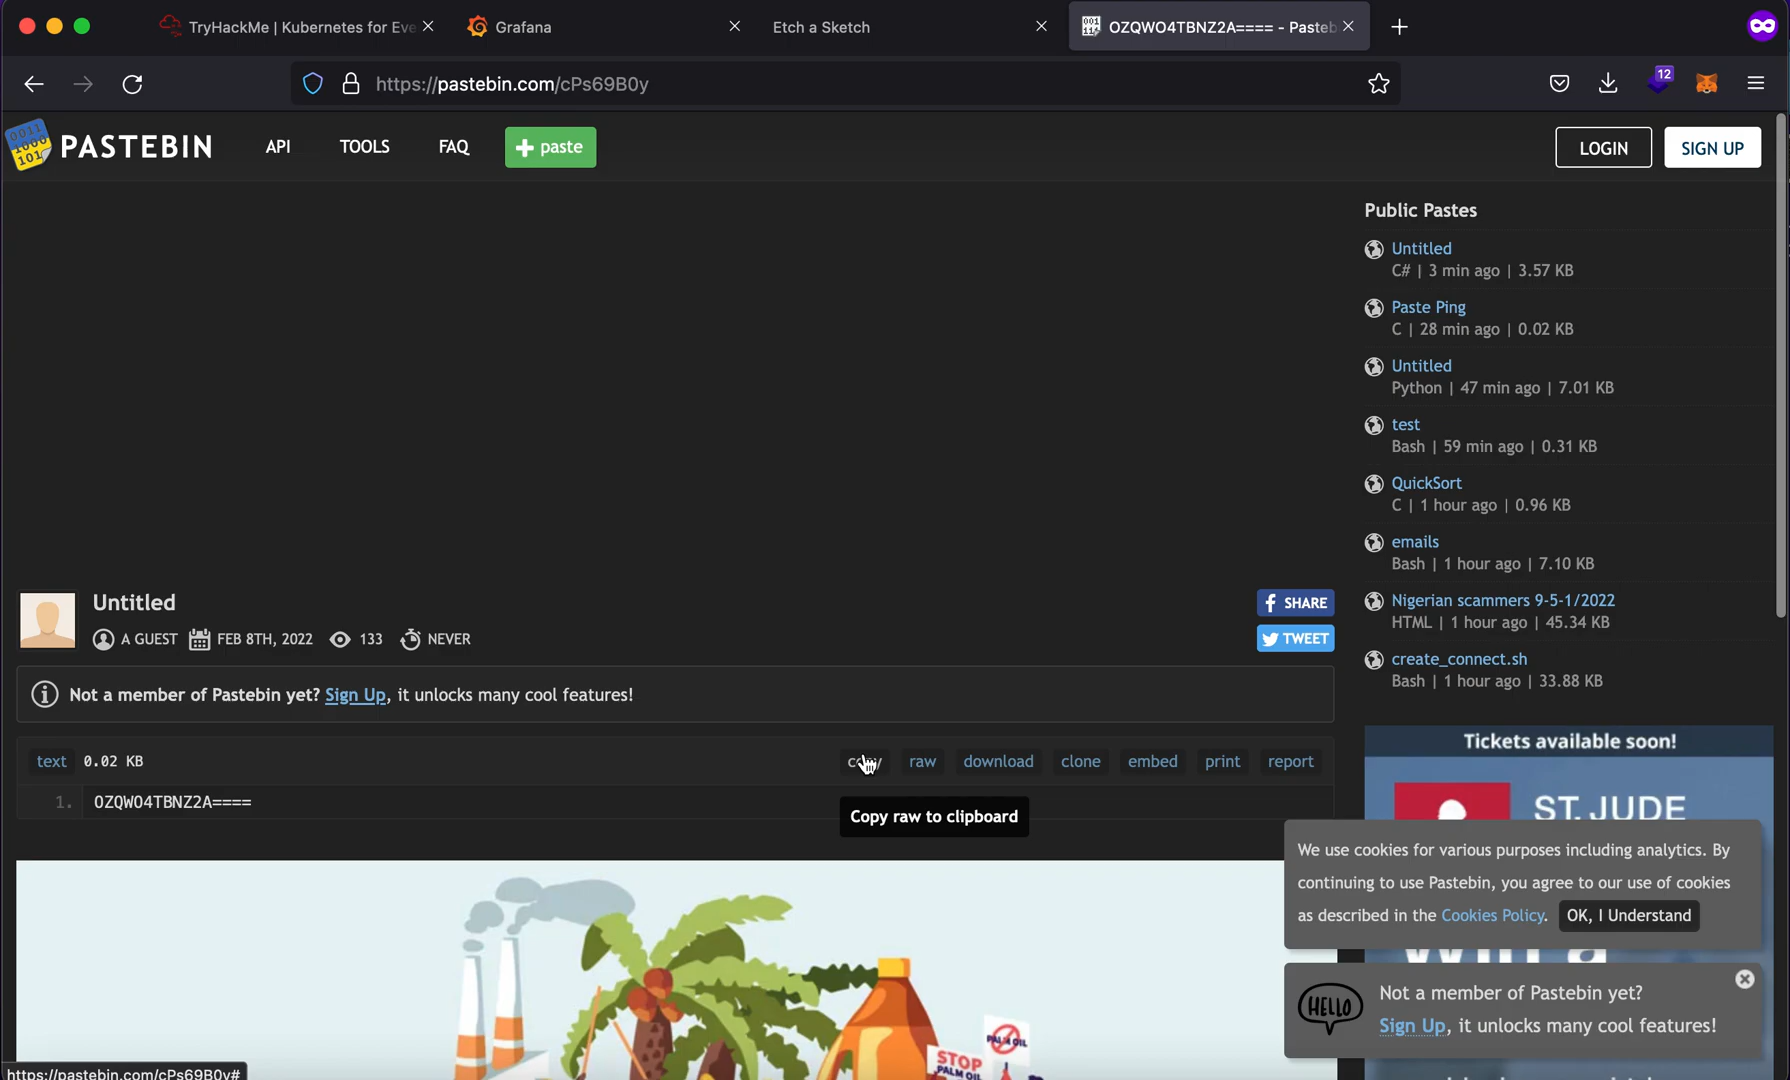 TryHackMe | Kubernetes for Eve
Grafana
Etch a Sketch
OZQWO4TBNZ2A==== - Pasteb
https://pastebin.com/cPs69B0y
12
PASTEBIN
API
TOOLS
FAQ
+ paste
LOGIN
SIGN UP
Public Pastes
Untitled
C# | 3 min ago | 3.57 KB
Paste Ping
C | 28 min ago | 0.02 KB
Untitled
Python | 47 min ago | 7.01 KB
test
Bash | 59 min ago | 0.31 KB
QuickSort
C | 1 hour ago | 0.96 KB
emails
Bash | 1 hour ago | 7.10 KB
Nigerian scammers 9-5-1/2022
HTML | 1 hour ago | 45.34 KB
create_connect.sh
Bash | 1 hour ago | 33.88 KB
Untitled
A GUEST FEB 8TH, 2022 133 NEVER
SHARE
TWEET
Not a member of Pastebin yet? Sign Up, it unlocks many cool features!
text 0.02 KB
copy raw download clone embed print report
1. OZQWO4TBNZ2A====
Copy raw to clipboard
Tickets available soon!
ST. JUDE
We use cookies for various purposes including analytics. By
continuing to use Pastebin, you agree to our use of cookies
as described in the Cookies Policy. OK, I Understand
HELLO
Not a member of Pastebin yet?
Sign Up, it unlocks many cool features!
PALM OIL
STOP
PALM OIL
https://pastebin.com/cPs69B0y#